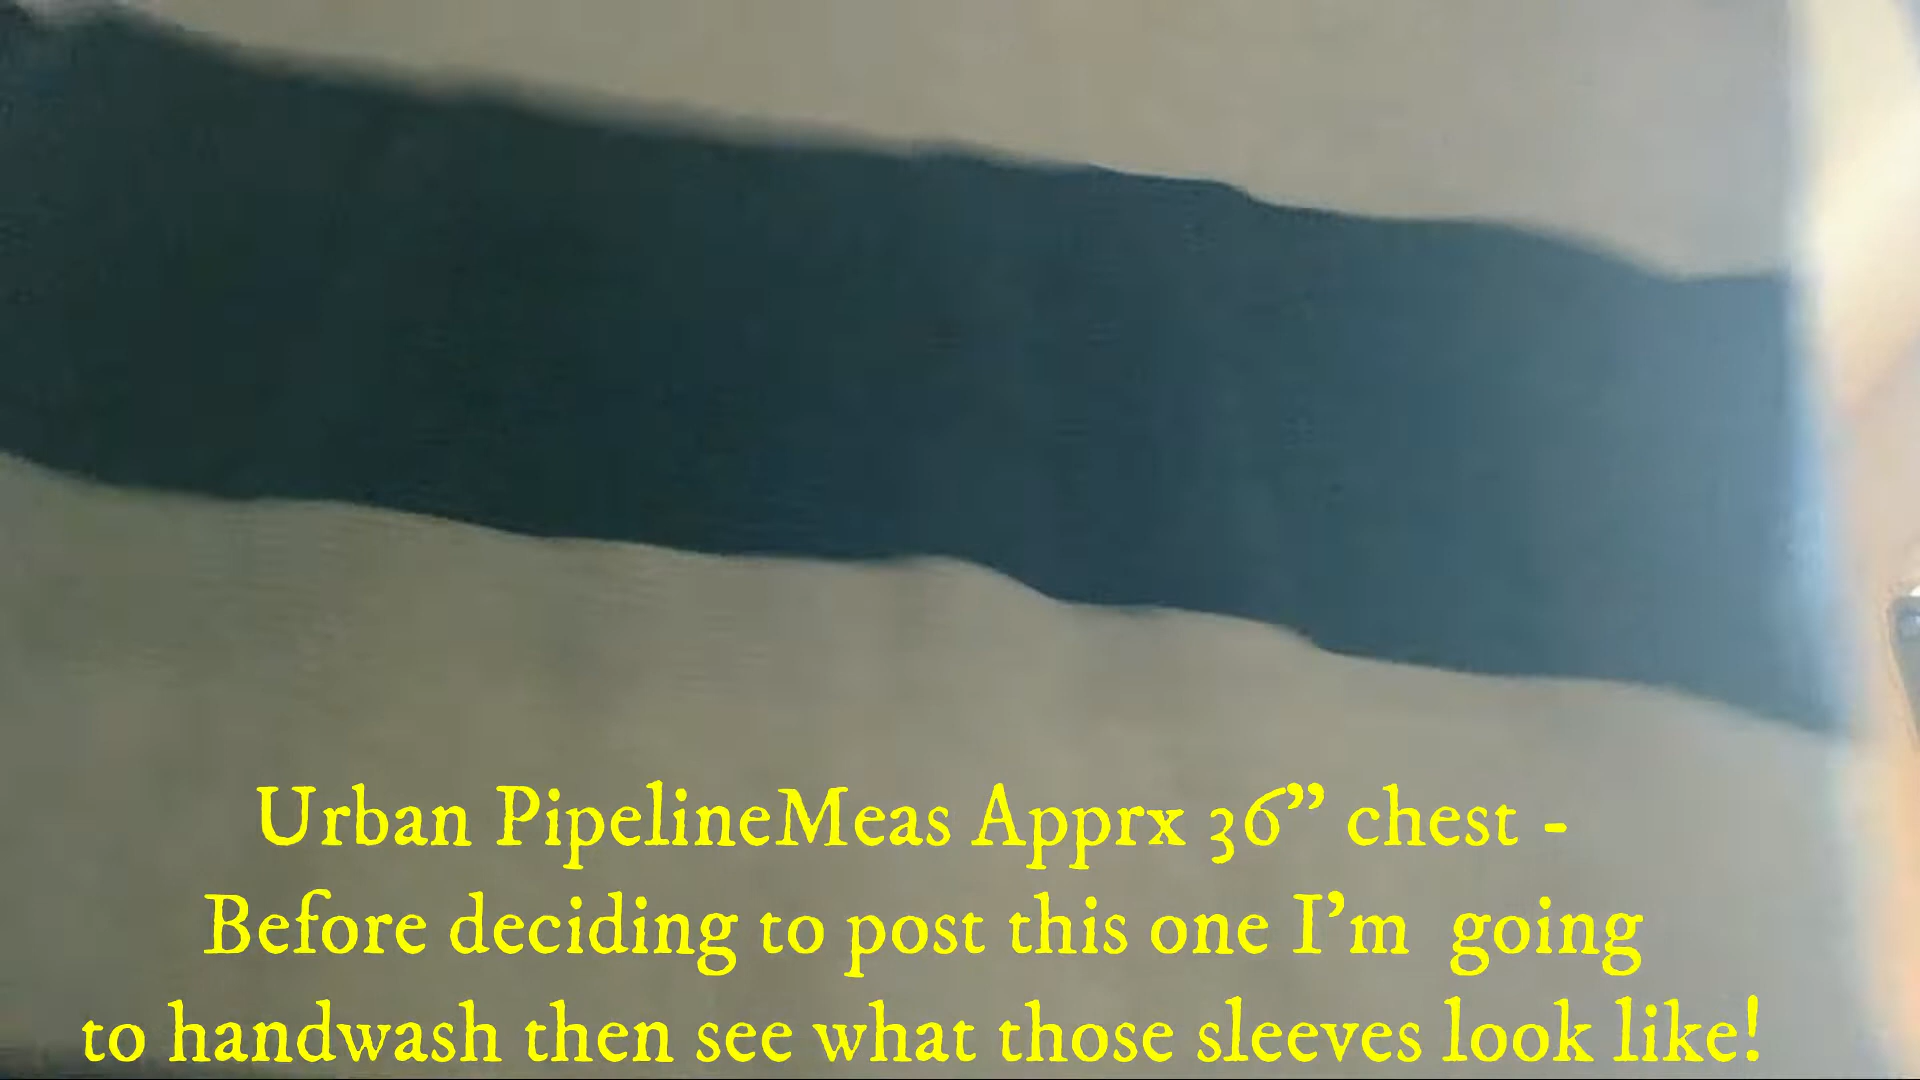 Urban PipelineMeas Apprx 36” chest -
Before deciding to post this one I’m  going
to handwash then see what those sleeves look like!